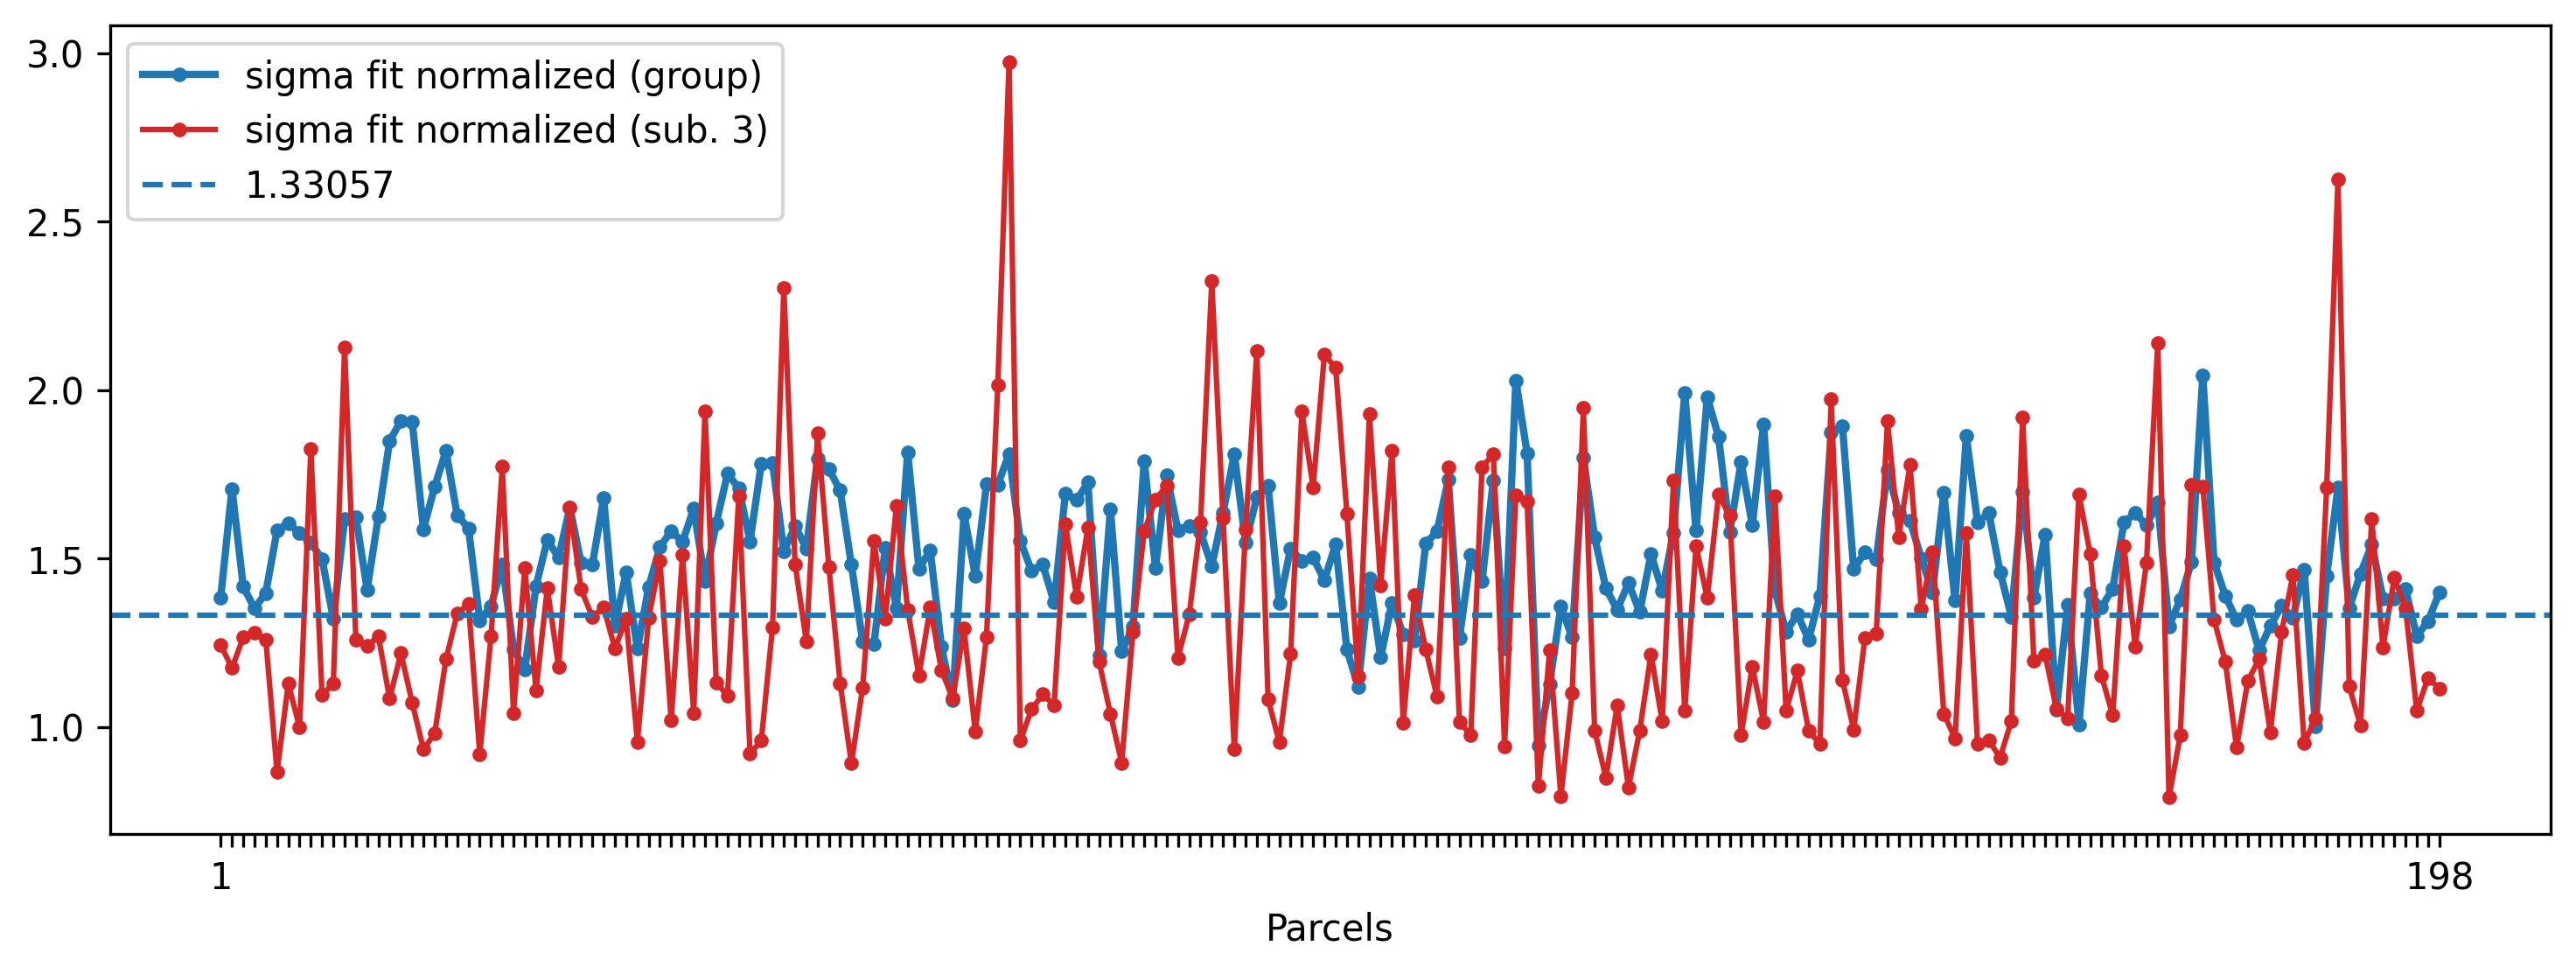 3.0
2.5
2.0
1.5
1.0
sigma fit normalized (group)
sigma fit normalized (sub. 3)
1.33057
1
198
Parcels